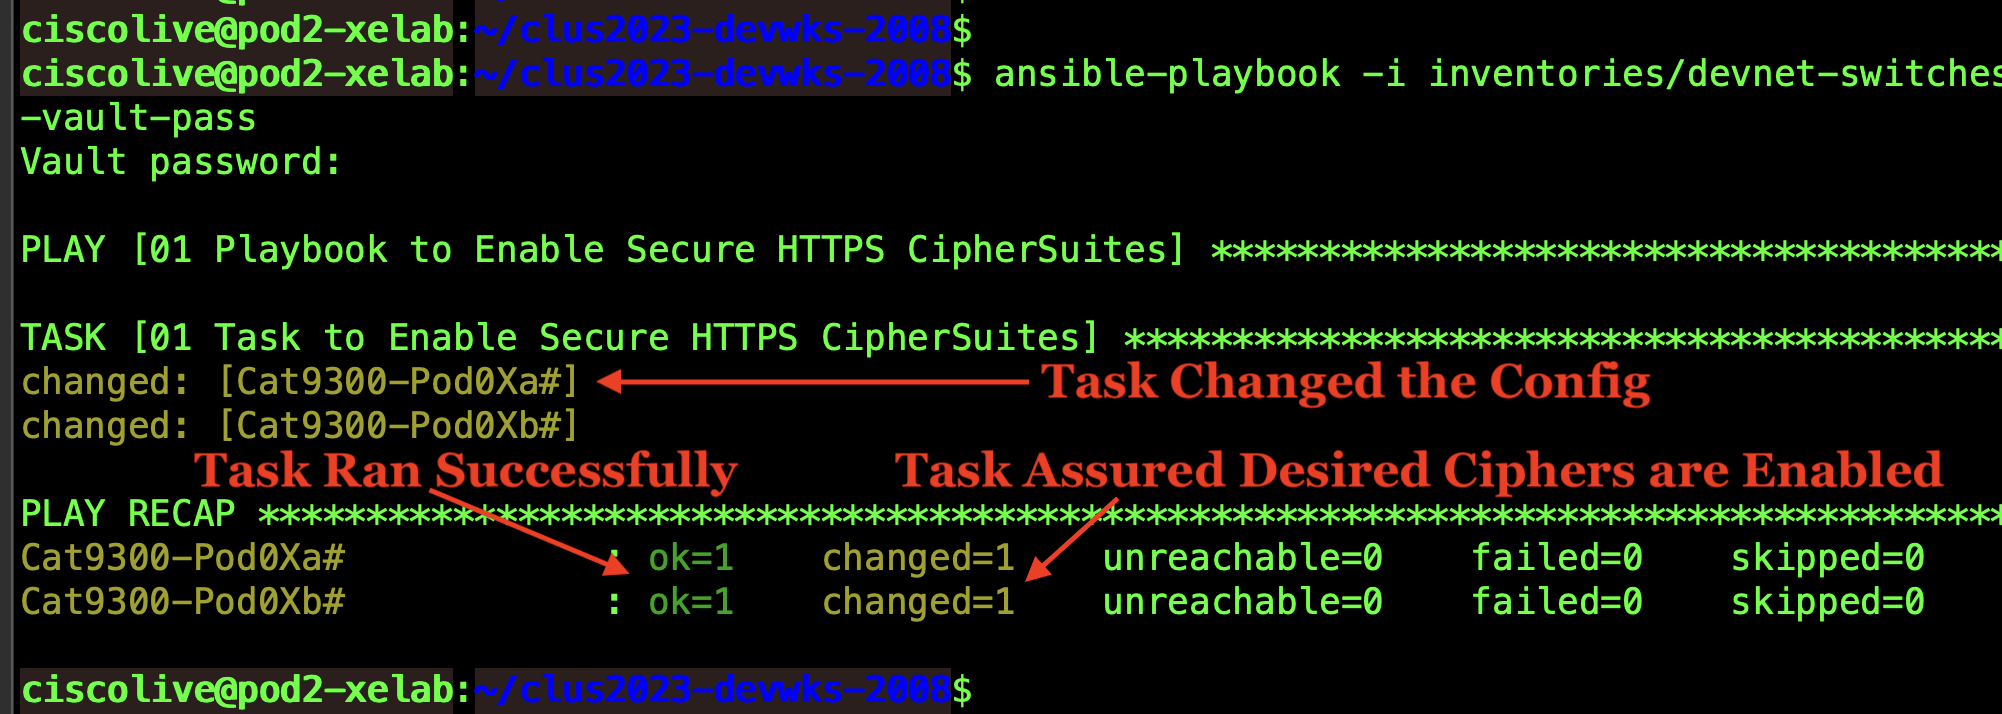 ciscolive@pod2-xelab:~/clus2023-devwks-2008$
ciscolive@pod2-xelab:~/clus2023-devwks-2008$ ansible-playbook -i inventories/devnet-switches
-vault-pass
Vault password:
PLAY [01 Playbook to Enable Secure HTTPS CipherSuites] *************************************
TASK [01 Task to Enable Secure HTTPS CipherSuites] *****************************************
changed: [Cat9300-Pod0Xa#] Task Changed the Config
changed: [Cat9300-Pod0Xb#]
Task Ran Successfully Task Assured Desired Ciphers are Enabled
PLAY RECAP *********************************************************************************
Cat9300-Pod0Xa# : ok=1 changed=1 unreachable=0 failed=0 skipped=0
Cat9300-Pod0Xb# : ok=1 changed=1 unreachable=0 failed=0 skipped=0
ciscolive@pod2-xelab:~/clus2023-devwks-2008$